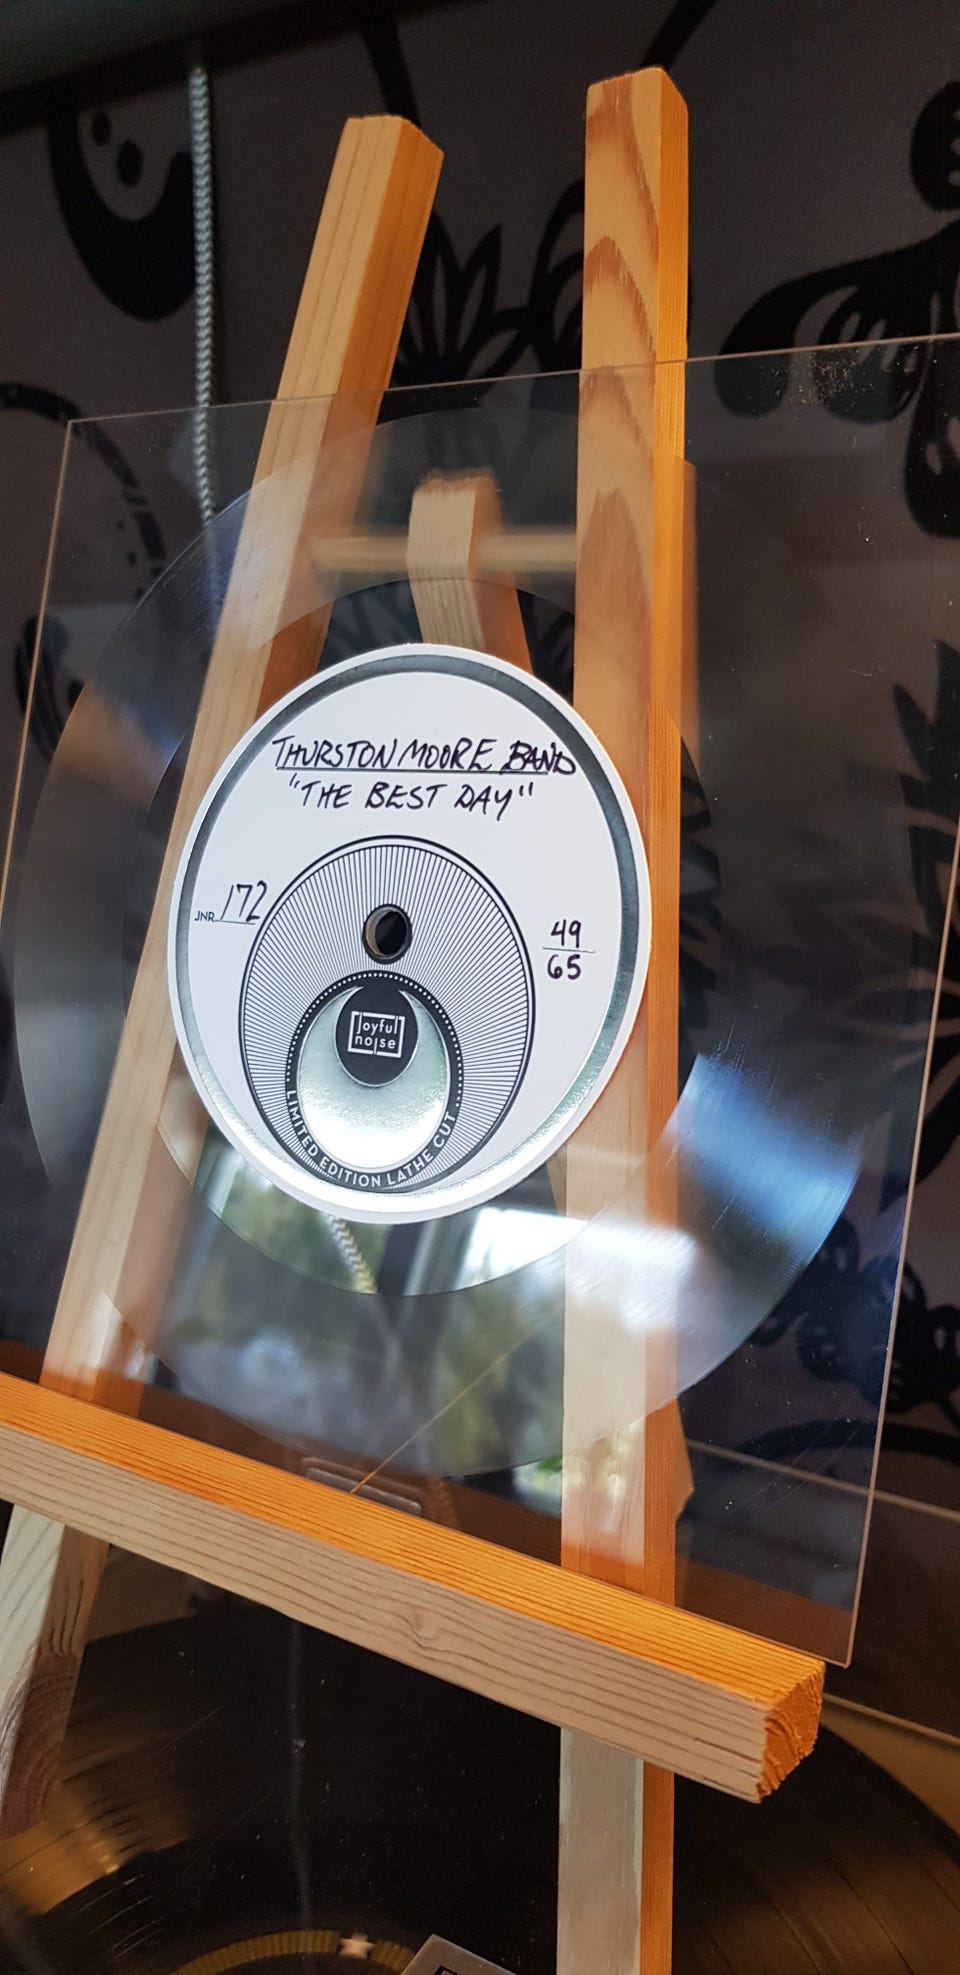 THURSTON MOORE BAND
"THE BEST DAY"
JNR 172
49
65
joyful
noise
LIMITED EDITION LATHE CUT